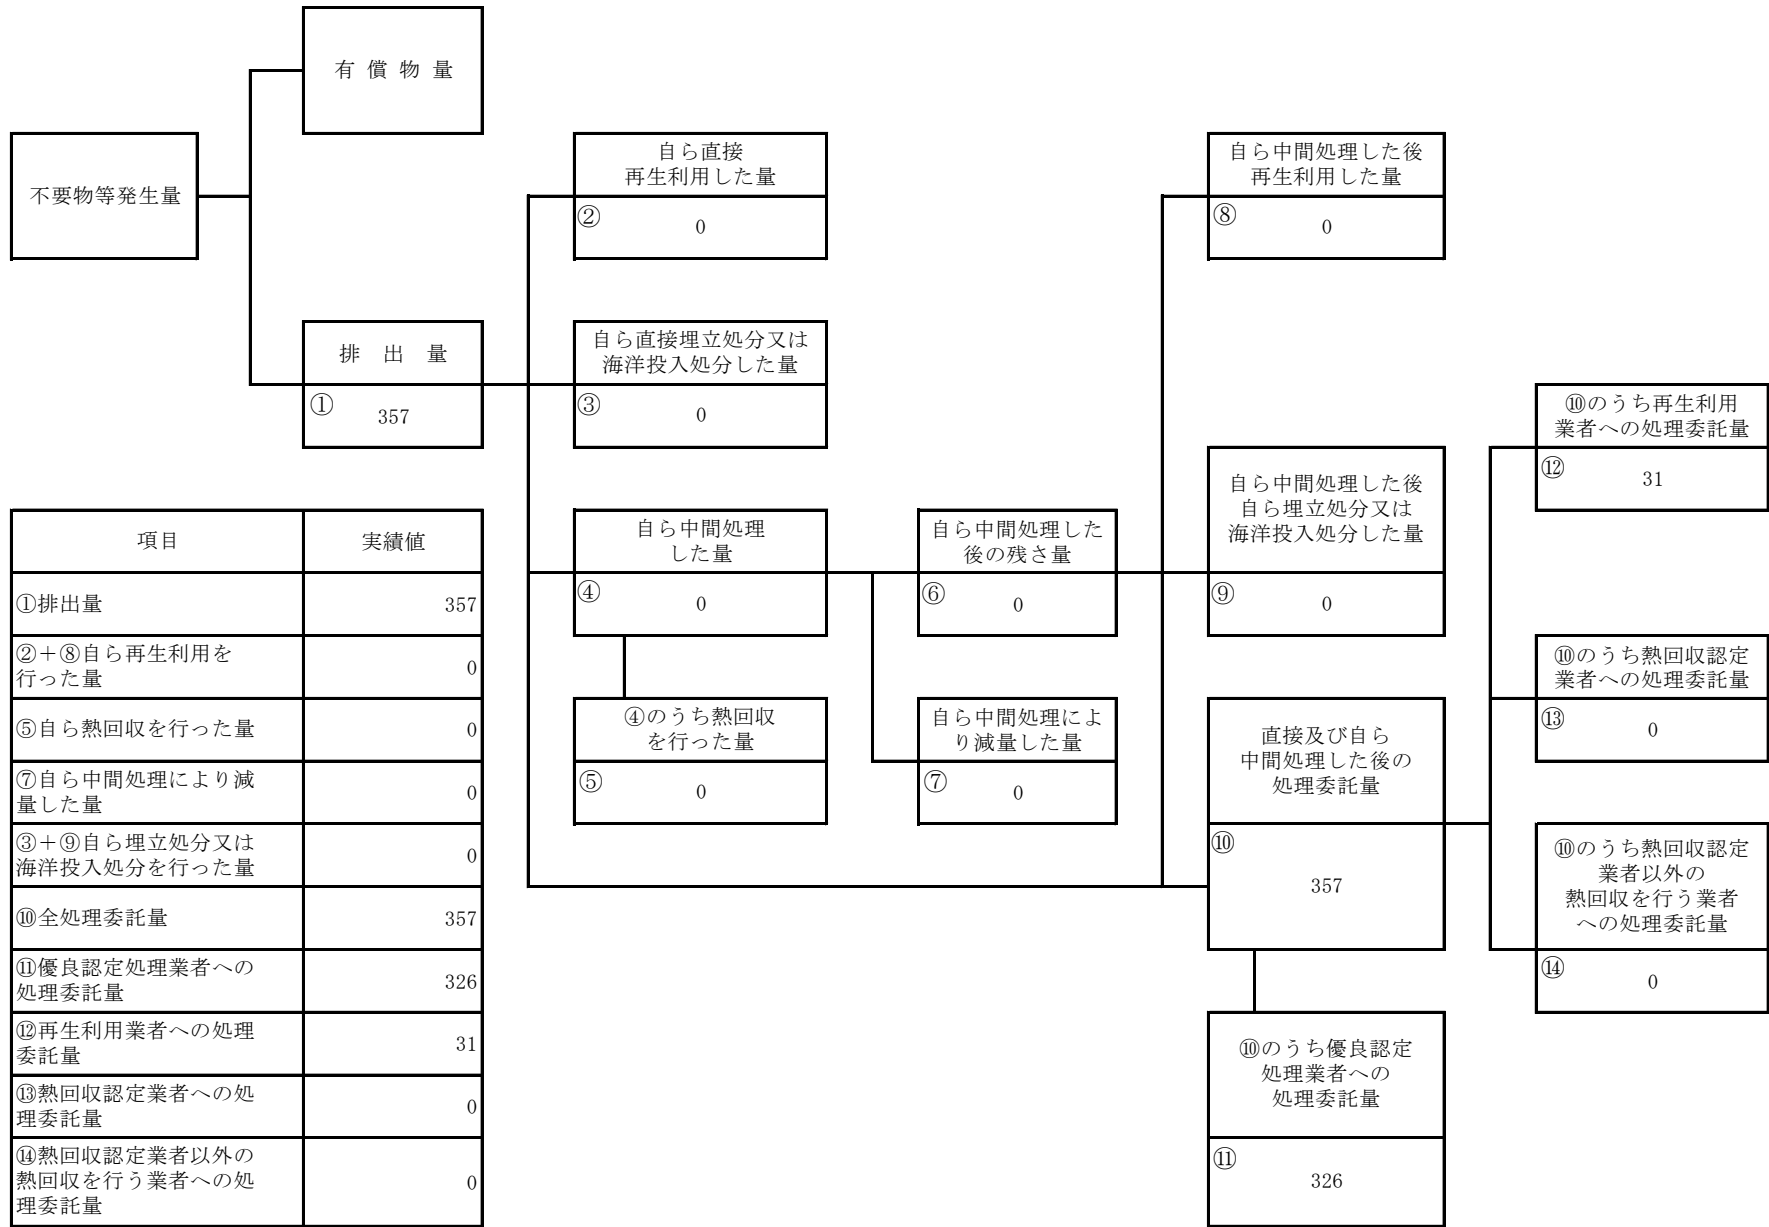 有償物量
不要物等発生量
排出量
①
357
自ら直接
再生利用した量
②
0
自ら直接埋立処分又は
海洋投入処分した量
③
0
自ら中間処理
した量
④
0
④のうち熱回収
を行った量
⑤
0
自ら中間処理した
後の残さ量
⑥
0
自ら中間処理によ
り減量した量
⑦
0
自ら中間処理した後
再生利用した量
⑧
0
自ら中間処理した後
自ら埋立処分又は
海洋投入処分した量
⑨
0
直接及び自ら
中間処理した後の
処理委託量
⑩
357
⑩のうち優良認定
処理業者への
処理委託量
⑪
326
⑩のうち再生利用
業者への処理委託量
⑫
31
⑩のうち熱回収認定
業者への処理委託量
⑬
0
⑩のうち熱回収認定
業者以外の
熱回収を行う業者
への処理委託量
⑭
0
項目 実績値
①排出量 357
②+⑧自ら再生利用を
行った量 0
⑤自ら熱回収を行った量 0
⑦自ら中間処理により減
量した量 0
③+⑨自ら埋立処分又は
海洋投入処分を行った量 0
⑩全処理委託量 357
⑪優良認定処理業者への
処理委託量 326
⑫再生利用業者への処理
委託量 31
⑬熱回収認定業者への処
理委託量 0
⑭熱回収認定業者以外の
熱回収を行う業者への処
理委託量 0